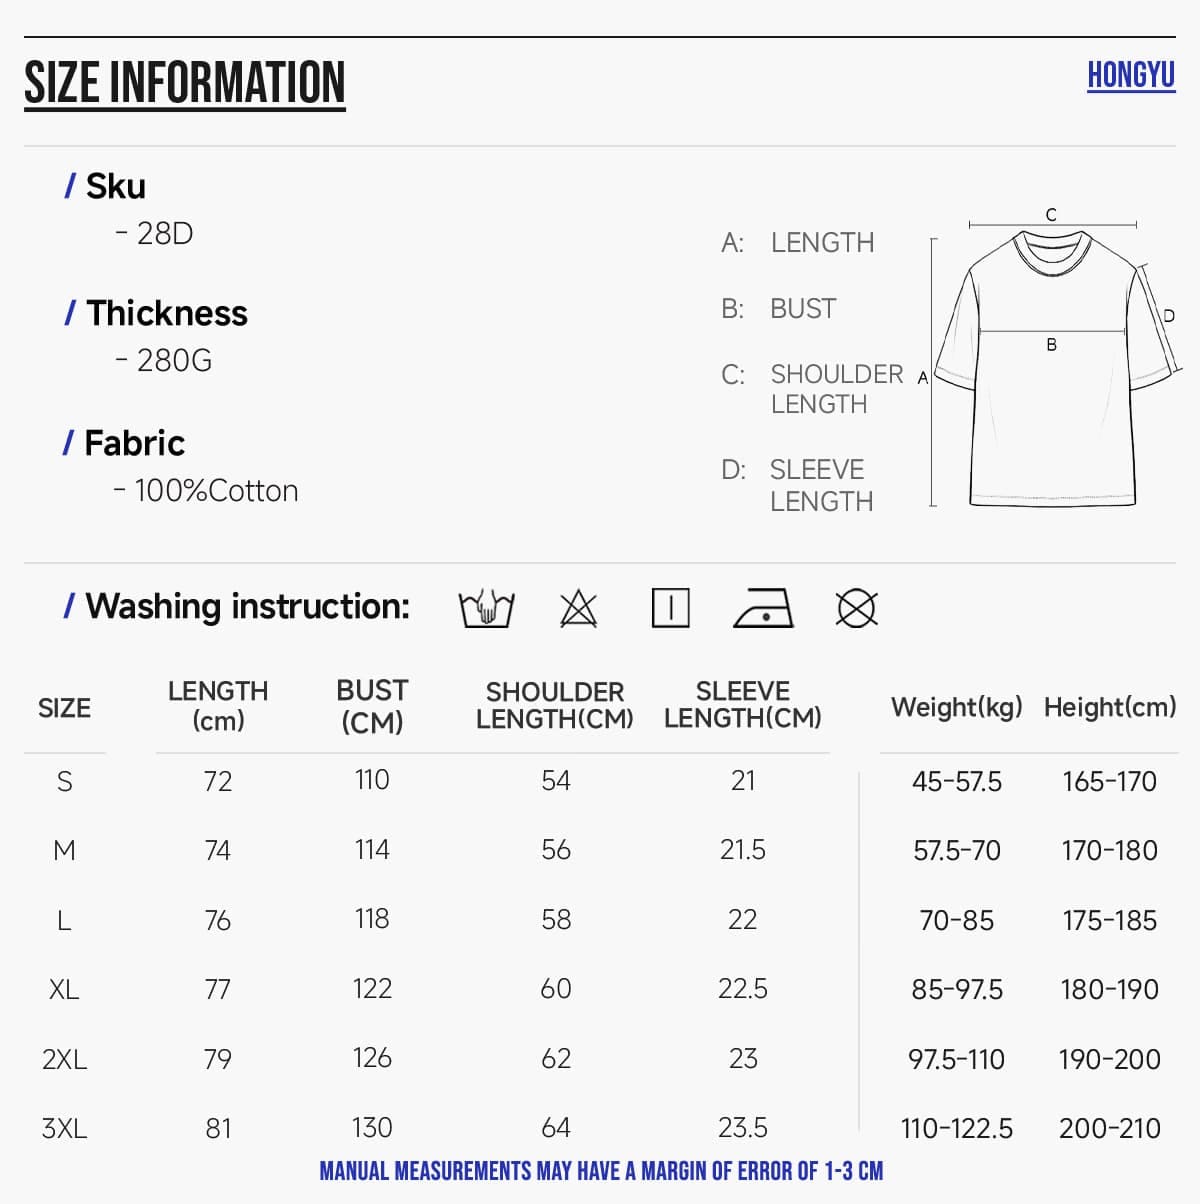 SIZE INFORMATION
HONGYU
/ Sku
- 28D
/ Thickness
- 280G
/ Fabric
- 100%Cotton
A: LENGTH
B: BUST
C: SHOULDER
LENGTH
D: SLEEVE
LENGTH
C
D
B
A
/ Washing instruction:
SIZE LENGTH (cm) BUST (CM) SHOULDER LENGTH(CM) SLEEVE LENGTH(CM) Weight(kg) Height(cm)
S 72 110 54 21 45-57.5 165-170
M 74 114 56 21.5 57.5-70 170-180
L 76 118 58 22 70-85 175-185
XL 77 122 60 22.5 85-97.5 180-190
2XL 79 126 62 23 97.5-110 190-200
3XL 81 130 64 23.5 110-122.5 200-210
MANUAL MEASUREMENTS MAY HAVE A MARGIN OF ERROR OF 1-3 CM